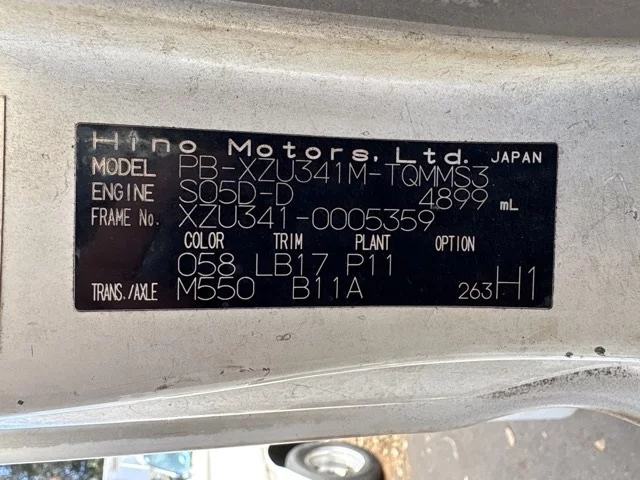 Hino Motors, Ltd. JAPAN
MODEL PB-XZU341M-TQMMS3
ENGINE S05D-D 4899 mL
FRAME No. XZU341-0005359
COLOR TRIM PLANT OPTION
058 LB17 P11
TRANS./AXLE M550 B11A 263H1